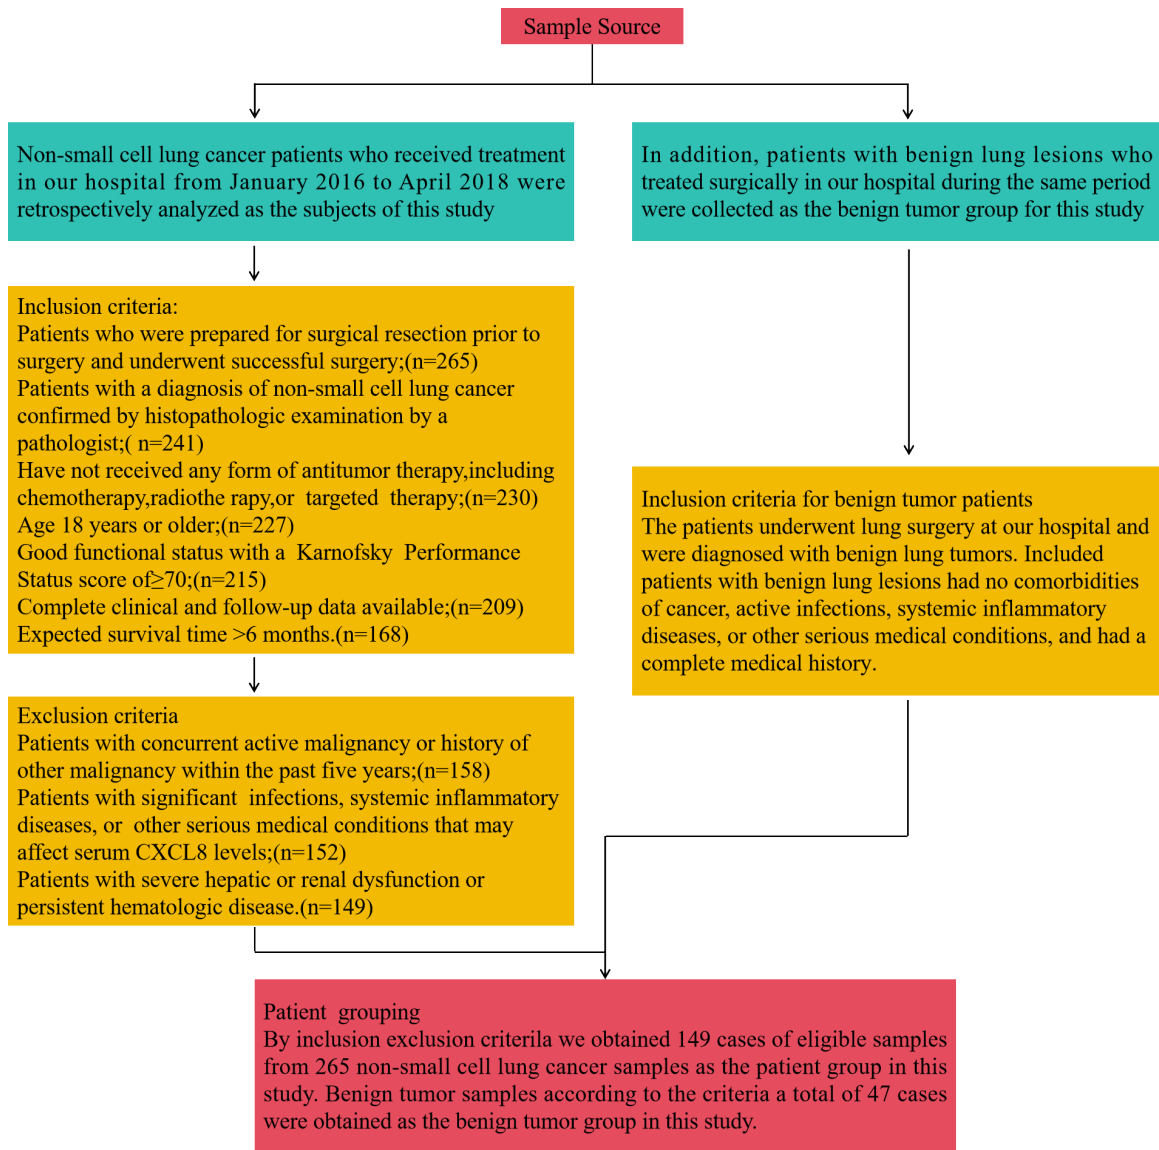 Sample Source
Non-small cell lung cancer patients who received treatment
in our hospital from January 2016 to April 2018 were
retrospectively analyzed as the subjects of this study
In addition, patients with benign lung lesions who
treated surgically in our hospital during the same period
were collected as the benign tumor group for this study
Inclusion criteria:
Patients who were prepared for surgical resection prior to
surgery and underwent successful surgery;(n=265)
Patients with a diagnosis of non-small cell lung cancer
confirmed by histopathologic examination by a
pathologist;( n=241)
Have not received any form of antitumor therapy,including
chemotherapy,radiothe rapy,or targeted therapy;(n=230)
Age 18 years or older;(n=227)
Good functional status with a Karnofsky Performance
Status score of≥70;(n=215)
Complete clinical and follow-up data available;(n=209)
Expected survival time >6 months.(n=168)
Inclusion criteria for benign tumor patients
The patients underwent lung surgery at our hospital and
were diagnosed with benign lung tumors. Included
patients with benign lung lesions had no comorbidities
of cancer, active infections, systemic inflammatory
diseases, or other serious medical conditions, and had a
complete medical history.
Exclusion criteria
Patients with concurrent active malignancy or history of
other malignancy within the past five years;(n=158)
Patients with significant infections, systemic inflammatory
diseases, or other serious medical conditions that may
affect serum CXCL8 levels;(n=152)
Patients with severe hepatic or renal dysfunction or
persistent hematologic disease.(n=149)
Patient grouping
By inclusion exclusion criterila we obtained 149 cases of eligible samples
from 265 non-small cell lung cancer samples as the patient group in this
study. Benign tumor samples according to the criteria a total of 47 cases
were obtained as the benign tumor group in this study.